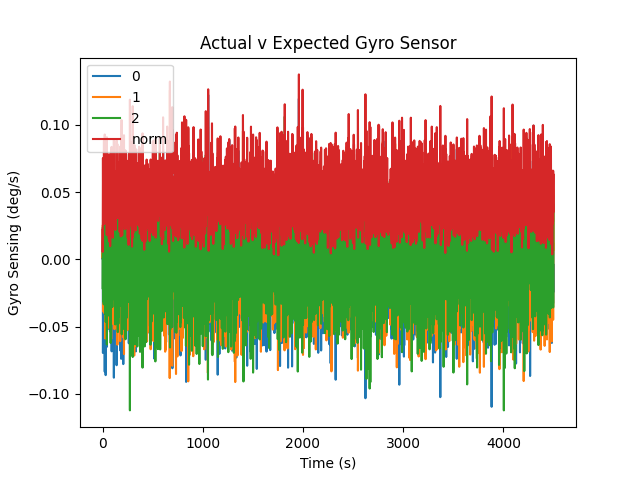 Actual v Expected Gyro Sensor
0
1
2
norm
Gyro Sensing (deg/s)
0.10
0.05
0.00
−0.05
−0.10
0 1000 2000 3000 4000
Time (s)